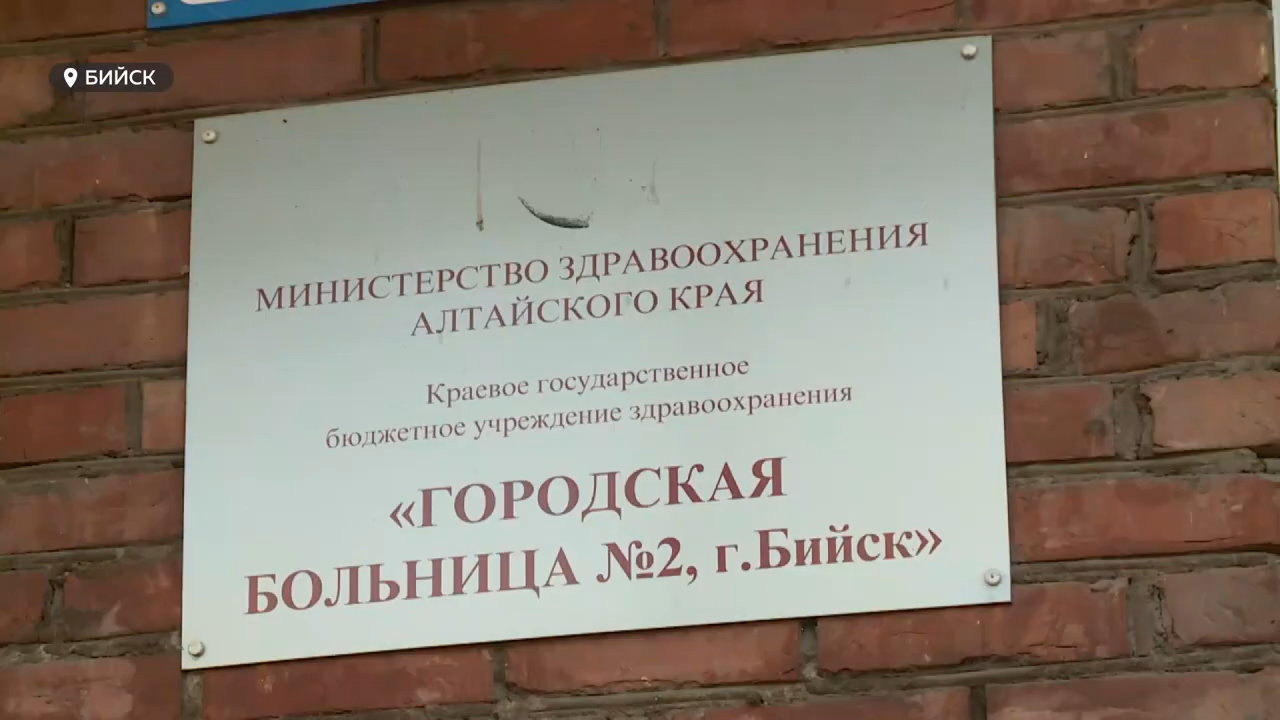 БИЙСК
МИНИСТЕРСТВО ЗДРАВООХРАНЕНИЯ
АЛТАЙСКОГО КРАЯ
Краевое государственное
бюджетное учреждение здравоохранения
«ГОРОДСКАЯ
БОЛЬНИЦА №2, г.Бийск»